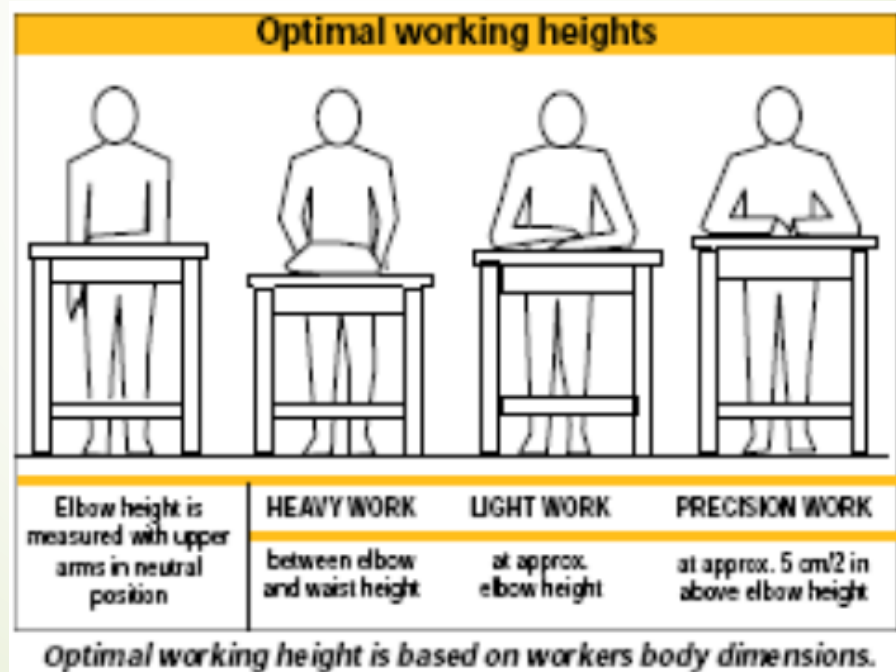 Optimal working heights
Elbow height is
measured with upper
arms in neutral
position
HEAVY WORK
between elbow
and waist height
LIGHT WORK
at approx.
elbow height
PRECISION WORK
at approx. 5 cm/2 in
above elbow height
Optimal working height is based on workers body dimensions.